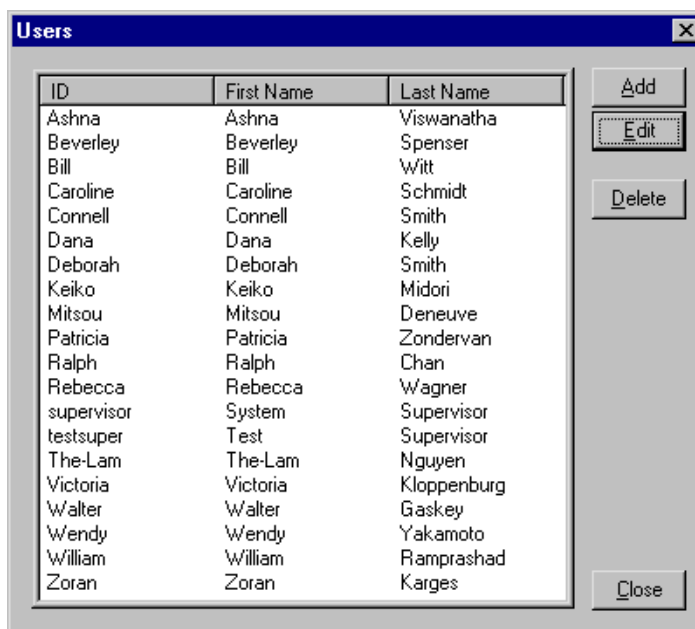 Users
ID First Name Last Name
Ashna Ashna Viswanatha
Beverley Beverley Spenser
Bill Bill Witt
Caroline Caroline Schmidt
Connell Connell Smith
Dana Dana Kelly
Deborah Deborah Smith
Keiko Keiko Midori
Mitsou Mitsou Deneuve
Patricia Patricia Zondervan
Ralph Ralph Chan
Rebecca Rebecca Wagner
supervisor System Supervisor
testsuper Test Supervisor
The-Lam The-Lam Nguyen
Victoria Victoria Kloppenburg
Walter Walter Gaskey
Wendy Wendy Yakamoto
William William Ramprashad
Zoran Zoran Karges
Add
Edit
Delete
Close